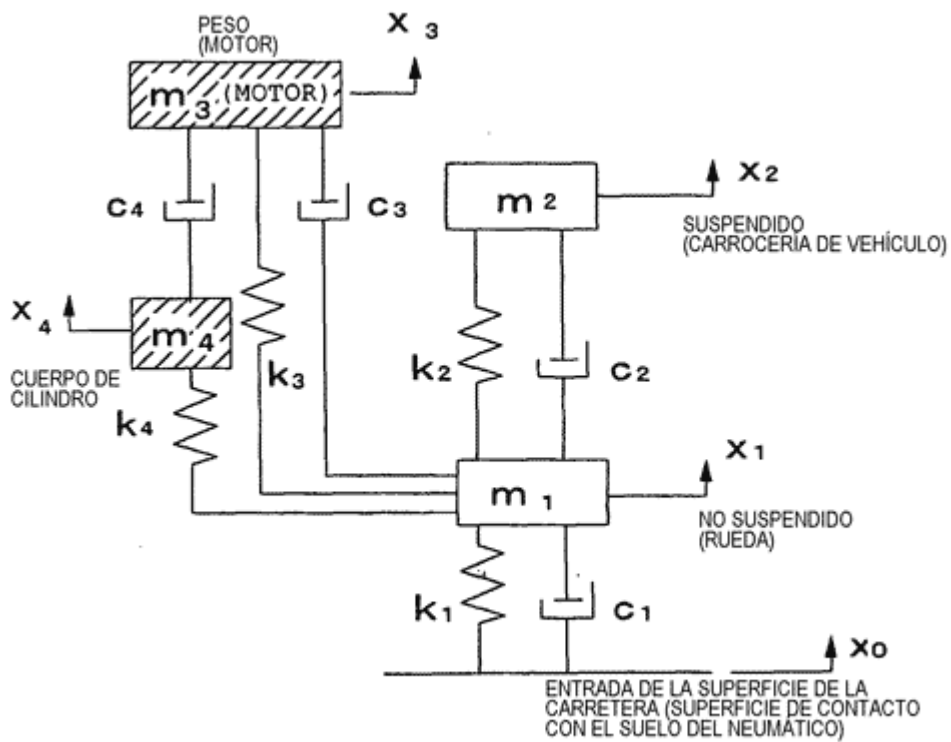 PESO
(MOTOR)
x 3
m 3 (MOTOR)
c4
c3
x2
m 2
SUSPENDIDO
(CARROCERÍA DE VEHÍCULO)
x 4
m 4
CUERPO DE
CILINDRO
k3
k4
k2
c2
x1
m 1
NO SUSPENDIDO
(RUEDA)
k1
c1
x0
ENTRADA DE LA SUPERFICIE DE LA
CARRETERA (SUPERFICIE DE CONTACTO
CON EL SUELO DEL NEUMÁTICO)